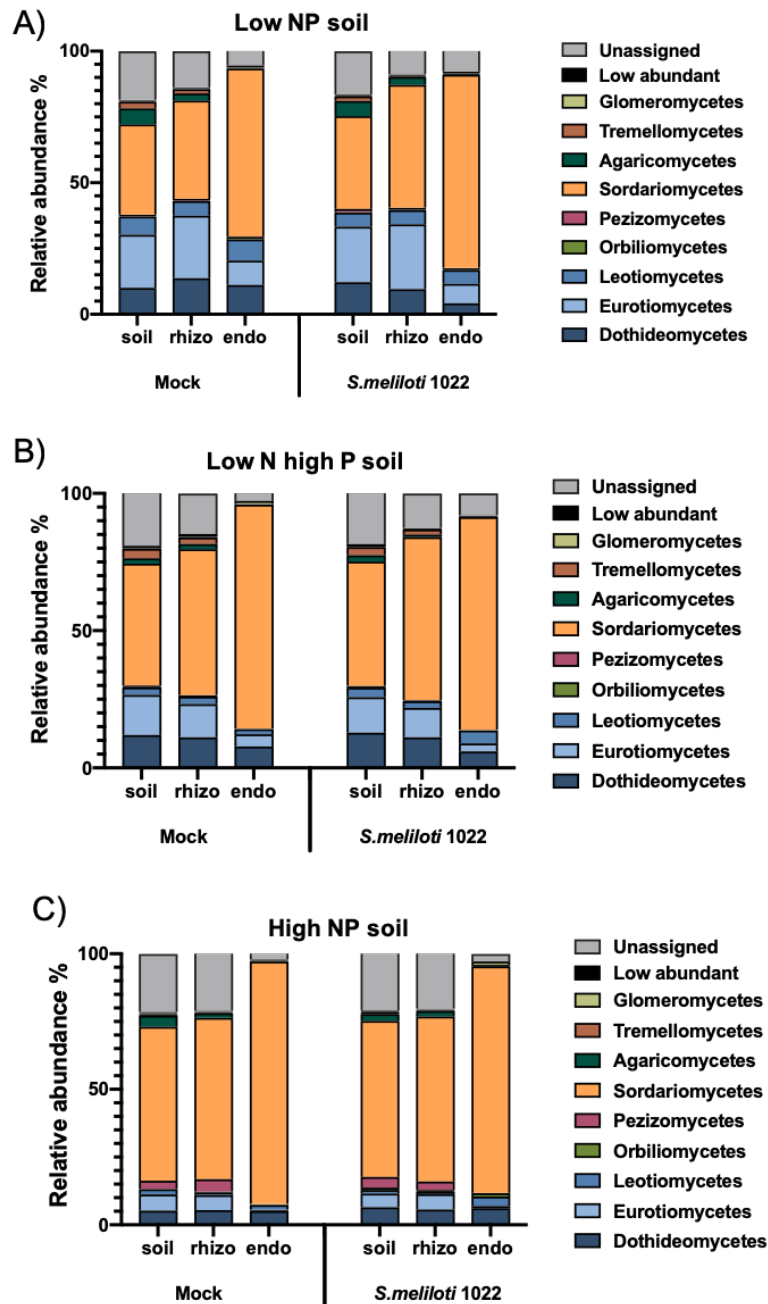 A)
Low NP soil
Relative abundance %
100
50
0
soil rhizo endo soil rhizo endo
Mock S.meliloti 1022
Unassigned
Low abundant
Glomeromycetes
Tremellomycetes
Agaricomycetes
Sordariomycetes
Pezizomycetes
Orbiliomycetes
Leotiomycetes
Eurotiomycetes
Dothideomycetes
B)
Low N high P soil
Relative abundance %
100
50
0
soil rhizo endo soil rhizo endo
Mock S.meliloti 1022
Unassigned
Low abundant
Glomeromycetes
Tremellomycetes
Agaricomycetes
Sordariomycetes
Pezizomycetes
Orbiliomycetes
Leotiomycetes
Eurotiomycetes
Dothideomycetes
C)
High NP soil
Relative abundance %
100
50
0
soil rhizo endo soil rhizo endo
Mock S.meliloti 1022
Unassigned
Low abundant
Glomeromycetes
Tremellomycetes
Agaricomycetes
Sordariomycetes
Pezizomycetes
Orbiliomycetes
Leotiomycetes
Eurotiomycetes
Dothideomycetes